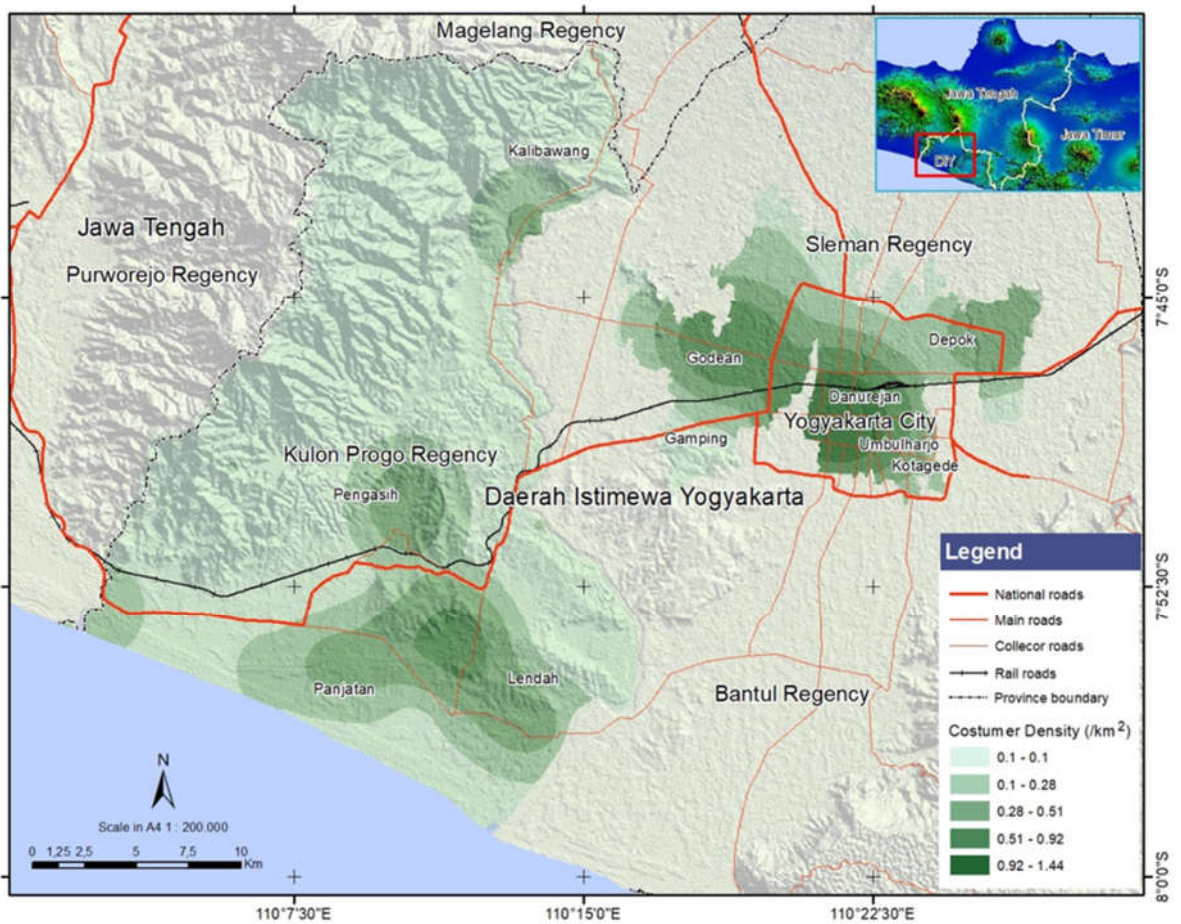 Magelang Regency
Jawa Tengah
Jawa Timur
DIY
Kalibawang
Jawa Tengah
Purworejo Regency
Sleman Regency
7°45'0"S
Depok
Godean
Danurejan
Yogyakarta City
Gamping
Umbulharjo
Kulon Progo Regency
Kotagede
Pengasih
Daerah Istimewa Yogyakarta
Legend
National roads
Main roads
Collecor roads
Rail roads
Province boundary
Costumer Density (/km²)
0.1 - 0.1
0.1 - 0.28
0.28 - 0.51
0.51 - 0.92
0.92 - 1.44
7°52'30"S
Lendah
Panjatan
Bantul Regency
N
Scale in A4 1 : 200.000
0 1,25 2,5 5 7,5 10
Km
8°0'0"S
110°7'30"E
110°15'0"E
110°22'30"E